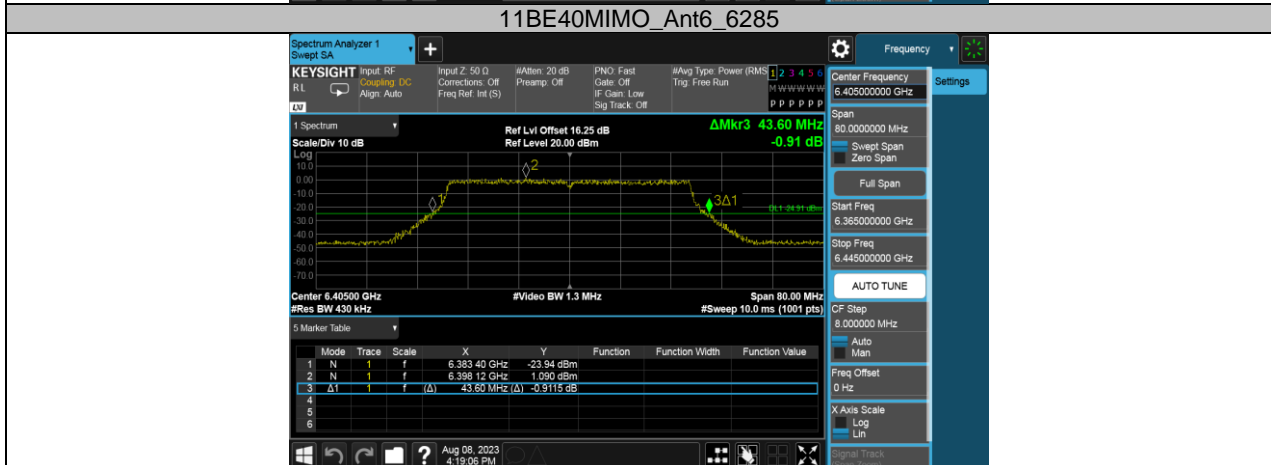 11BE40MIMO_Ant6_6285
Spectrum Analyzer 1
Swept SA
Frequency
KEYSIGHT
Input: RF
Coupling: DC
Align: Auto
Input Z: 50 Ω
Corrections: Off
Freq Ref: Int (S)
#Atten: 20 dB
Preamp: Off
PNO: Fast
Gate: Off
IF Gain: Low
Sig Track: Off
#Avg Type: Power (RMS
Trig: Free Run
1 2 3 4 5 6
M W W W W W
P P P P P P
R L
LXI
Center Frequency
6.405000000 GHz
Settings
Span
80.0000000 MHz
Swept Span
Zero Span
Full Span
Start Freq
6.365000000 GHz
Stop Freq
6.445000000 GHz
AUTO TUNE
CF Step
8.000000 MHz
Auto
Man
Freq Offset
0 Hz
X Axis Scale
Log
Lin
Signal Track
1 Spectrum
Scale/Div 10 dB
Ref Lvl Offset 16.25 dB
Ref Level 20.00 dBm
ΔMkr3 43.60 MHz
-0.91 dB
Log
10.0
0.00
-10.0
-20.0
-30.0
-40.0
-50.0
-60.0
-70.0
1
2
3Δ1
DL1 -24.91 dBm
Center 6.40500 GHz
#Res BW 430 kHz
#Video BW 1.3 MHz
Span 80.00 MHz
#Sweep 10.0 ms (1001 pts)
5 Marker Table
Mode Trace Scale X Y Function Function Width Function Value
1 N 1 f 6.383 40 GHz -23.94 dBm
2 N 1 f 6.398 12 GHz 1.090 dBm
3 Δ1 1 f (Δ) 43.60 MHz (Δ) -0.9115 dB
4
5
6
?
Aug 08, 2023
4:19:06 PM